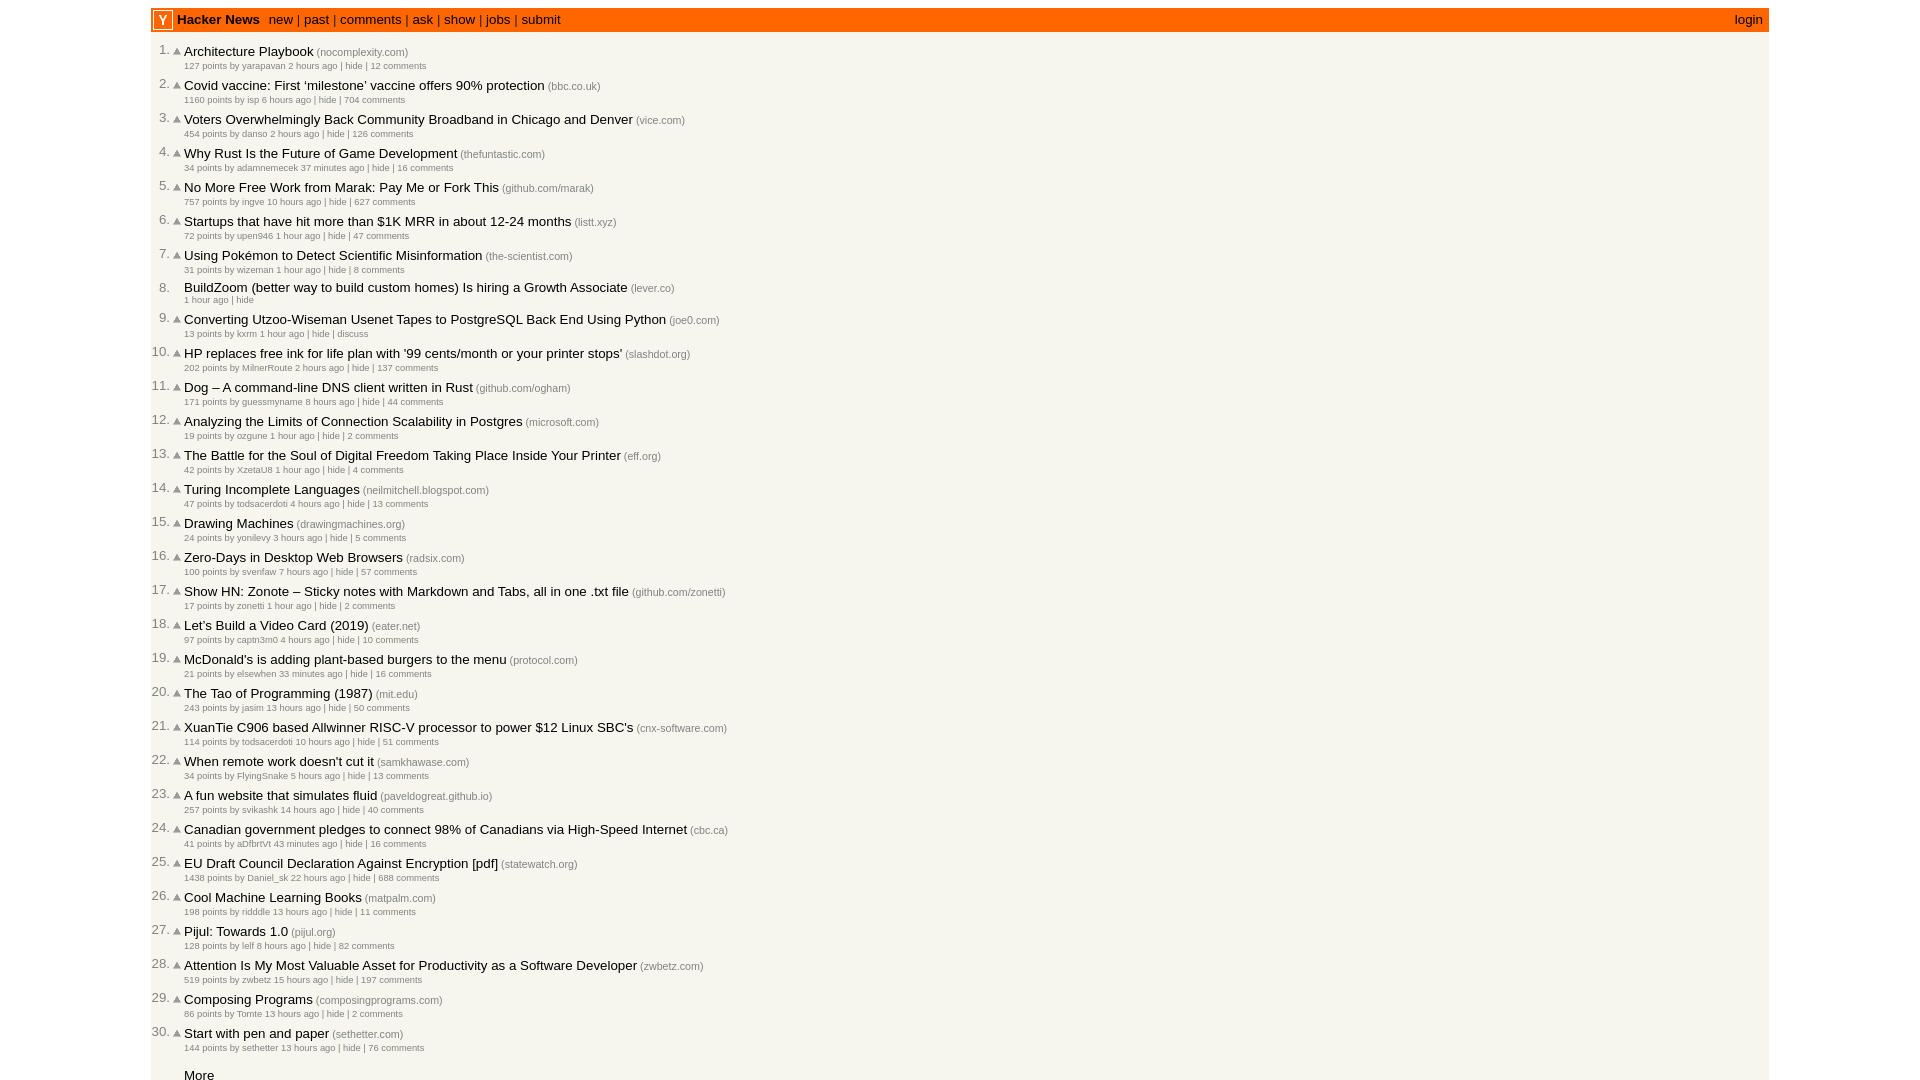 Y Hacker News new | past | comments | ask | show | jobs | submit login
1. Architecture Playbook (nocomplexity.com)
127 points by yarapavan 2 hours ago | hide | 12 comments
2. Covid vaccine: First ‘milestone’ vaccine offers 90% protection (bbc.co.uk)
1160 points by isp 6 hours ago | hide | 704 comments
3. Voters Overwhelmingly Back Community Broadband in Chicago and Denver (vice.com)
454 points by danso 2 hours ago | hide | 126 comments
4. Why Rust Is the Future of Game Development (thefuntastic.com)
34 points by adamnemecek 37 minutes ago | hide | 16 comments
5. No More Free Work from Marak: Pay Me or Fork This (github.com/marak)
757 points by ingve 10 hours ago | hide | 627 comments
6. Startups that have hit more than $1K MRR in about 12-24 months (listt.xyz)
72 points by upen946 1 hour ago | hide | 47 comments
7. Using Pokémon to Detect Scientific Misinformation (the-scientist.com)
31 points by wizeman 1 hour ago | hide | 8 comments
8. BuildZoom (better way to build custom homes) Is hiring a Growth Associate (lever.co)
1 hour ago | hide
9. Converting Utzoo-Wiseman Usenet Tapes to PostgreSQL Back End Using Python (joe0.com)
13 points by kxrm 1 hour ago | hide | discuss
10. HP replaces free ink for life plan with '99 cents/month or your printer stops' (slashdot.org)
202 points by MilnerRoute 2 hours ago | hide | 137 comments
11. Dog – A command-line DNS client written in Rust (github.com/ogham)
171 points by guessmyname 8 hours ago | hide | 44 comments
12. Analyzing the Limits of Connection Scalability in Postgres (microsoft.com)
19 points by ozgune 1 hour ago | hide | 2 comments
13. The Battle for the Soul of Digital Freedom Taking Place Inside Your Printer (eff.org)
42 points by XzetaU8 1 hour ago | hide | 4 comments
14. Turing Incomplete Languages (neilmitchell.blogspot.com)
47 points by todsacerdoti 4 hours ago | hide | 13 comments
15. Drawing Machines (drawingmachines.org)
24 points by yonilevy 3 hours ago | hide | 5 comments
16. Zero-Days in Desktop Web Browsers (radsix.com)
100 points by svenfaw 7 hours ago | hide | 57 comments
17. Show HN: Zonote – Sticky notes with Markdown and Tabs, all in one .txt file (github.com/zonetti)
17 points by zonetti 1 hour ago | hide | 2 comments
18. Let’s Build a Video Card (2019) (eater.net)
97 points by captn3m0 4 hours ago | hide | 10 comments
19. McDonald's is adding plant-based burgers to the menu (protocol.com)
21 points by elsewhen 33 minutes ago | hide | 16 comments
20. The Tao of Programming (1987) (mit.edu)
243 points by jasim 13 hours ago | hide | 50 comments
21. XuanTie C906 based Allwinner RISC-V processor to power $12 Linux SBC's (cnx-software.com)
114 points by todsacerdoti 10 hours ago | hide | 51 comments
22. When remote work doesn't cut it (samkhawase.com)
34 points by FlyingSnake 5 hours ago | hide | 13 comments
23. A fun website that simulates fluid (paveldogreat.github.io)
257 points by svikashk 14 hours ago | hide | 40 comments
24. Canadian government pledges to connect 98% of Canadians via High-Speed Internet (cbc.ca)
41 points by aDfbrtVt 43 minutes ago | hide | 16 comments
25. EU Draft Council Declaration Against Encryption [pdf] (statewatch.org)
1438 points by Daniel_sk 22 hours ago | hide | 688 comments
26. Cool Machine Learning Books (matpalm.com)
198 points by ridddle 13 hours ago | hide | 11 comments
27. Pijul: Towards 1.0 (pijul.org)
128 points by lelf 8 hours ago | hide | 82 comments
28. Attention Is My Most Valuable Asset for Productivity as a Software Developer (zwbetz.com)
519 points by zwbetz 15 hours ago | hide | 197 comments
29. Composing Programs (composingprograms.com)
86 points by Tomte 13 hours ago | hide | 2 comments
30. Start with pen and paper (sethetter.com)
144 points by sethetter 13 hours ago | hide | 76 comments
More